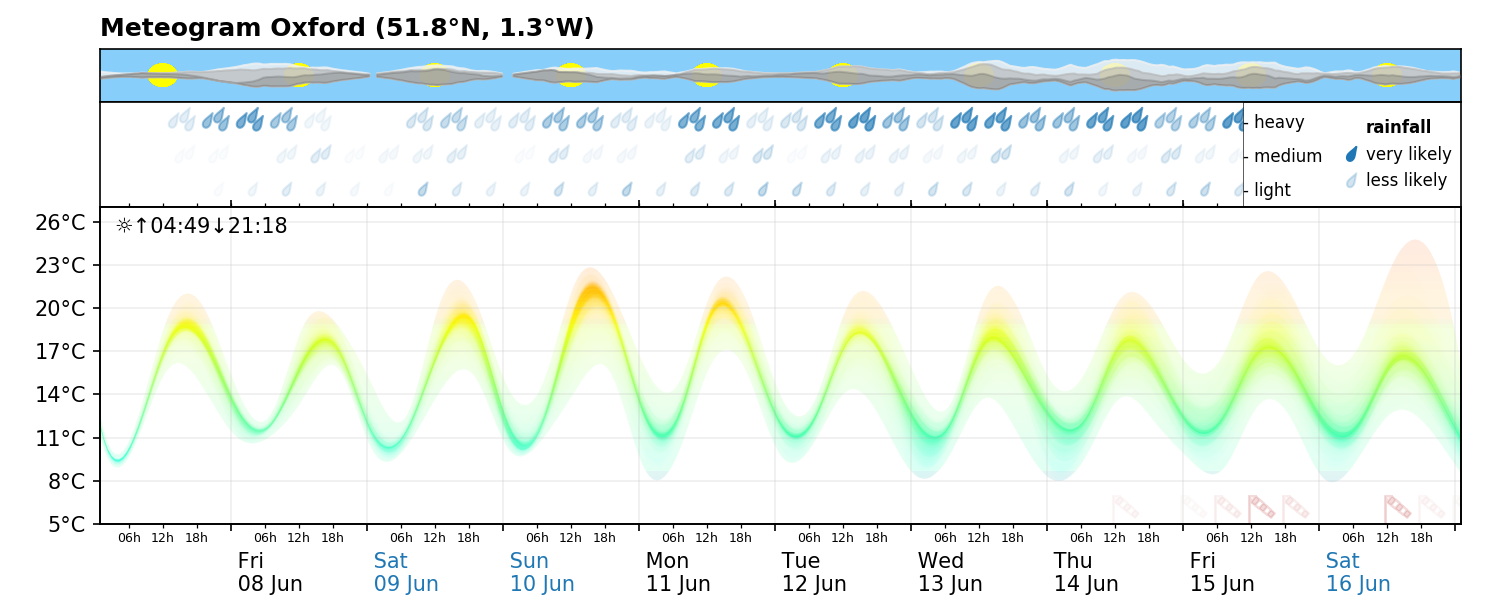 Meteogram Oxford (51.8°N, 1.3°W)
- heavy
- medium
- light
rainfall
very likely
less likely
☼↑04:49↓21:18
26°C
23°C
20°C
17°C
14°C
11°C
8°C
5°C
06h 12h 18h 06h 12h 18h 06h 12h 18h 06h 12h 18h 06h 12h 18h 06h 12h 18h 06h 12h 18h 06h 12h 18h 06h 12h 18h 06h 12h 18h
Fri Sat Sun Mon Tue Wed Thu Fri Sat
08 Jun 09 Jun 10 Jun 11 Jun 12 Jun 13 Jun 14 Jun 15 Jun 16 Jun